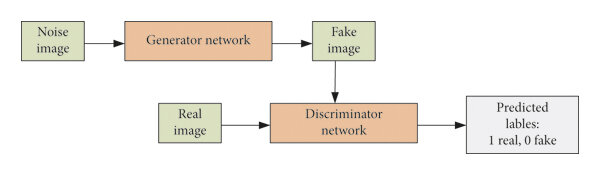 Noise
image
Generator network
Fake
image
Real
image
Discriminator
network
Predicted
lables:
1 real, 0 fake